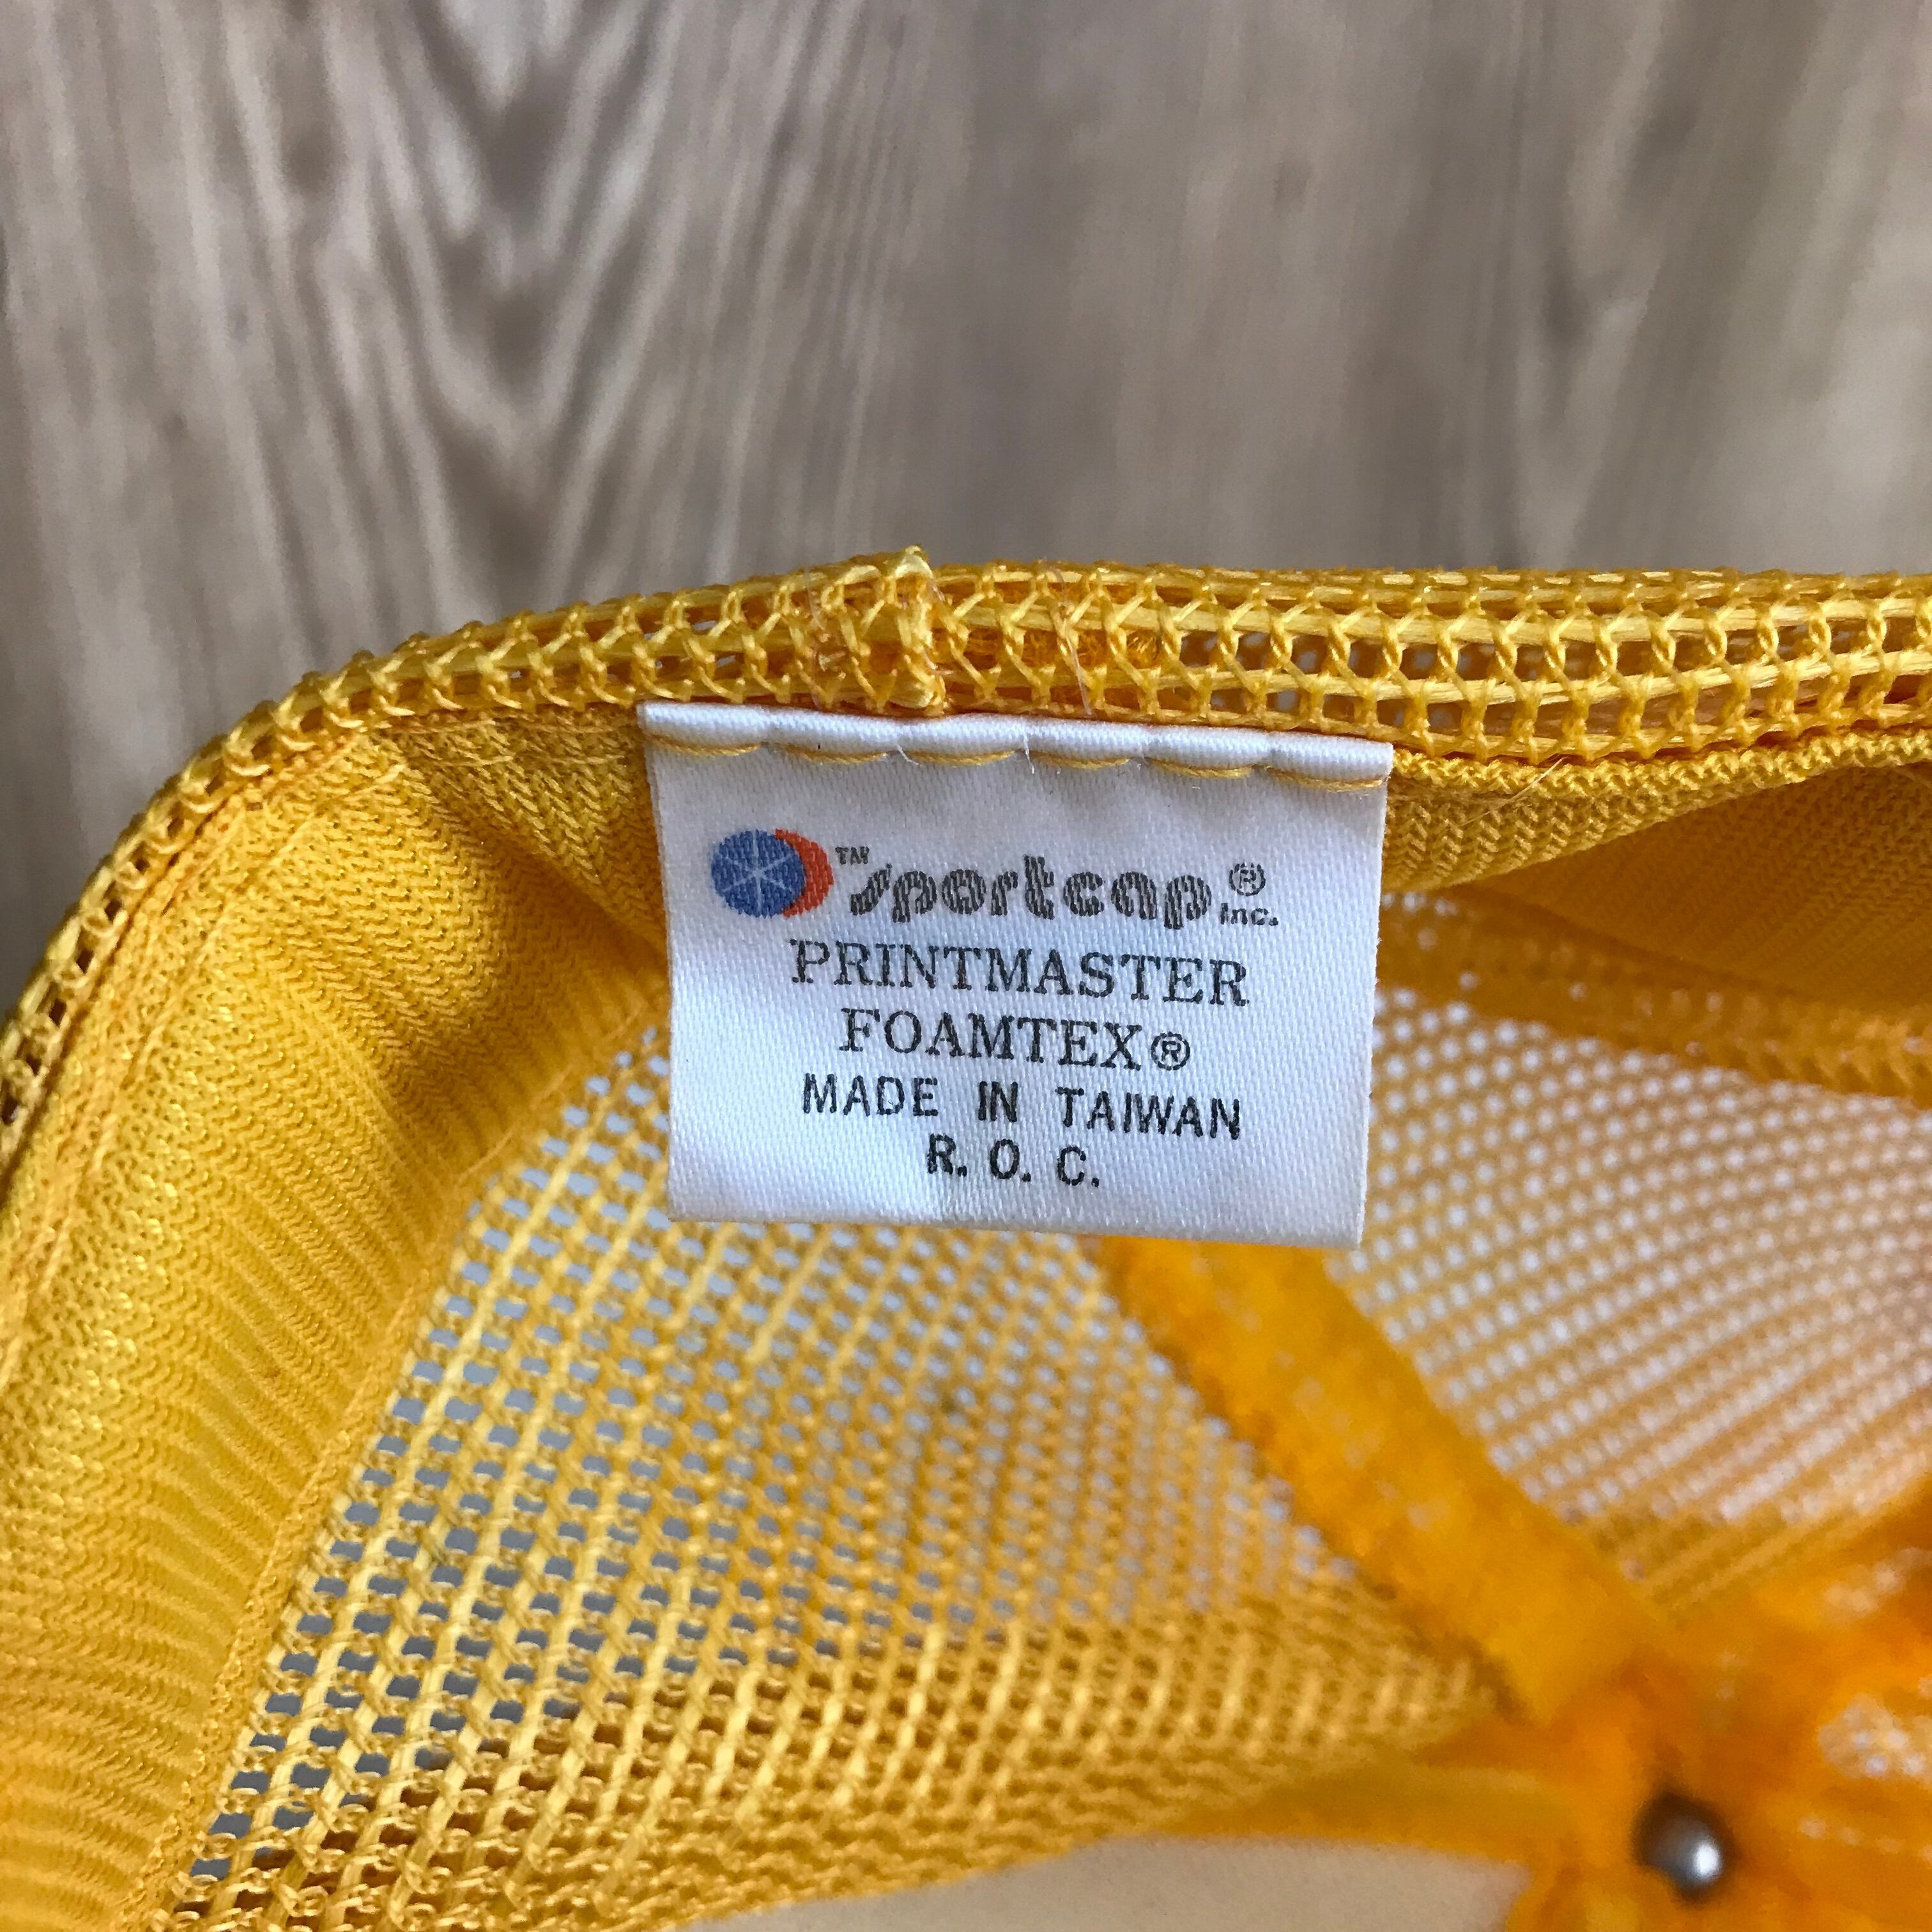 ™ sportcap® inc.
PRINTMASTER
FOAMTEX®
MADE IN TAIWAN
R. O. C.